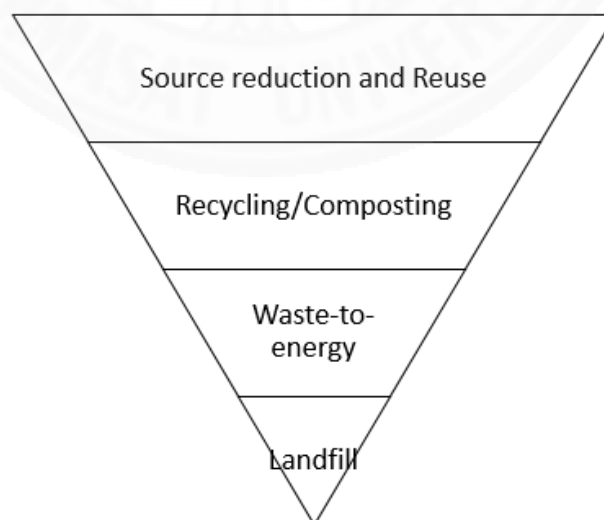 Source reduction and Reuse
Recycling/Composting
Waste-to-
energy
Landfill